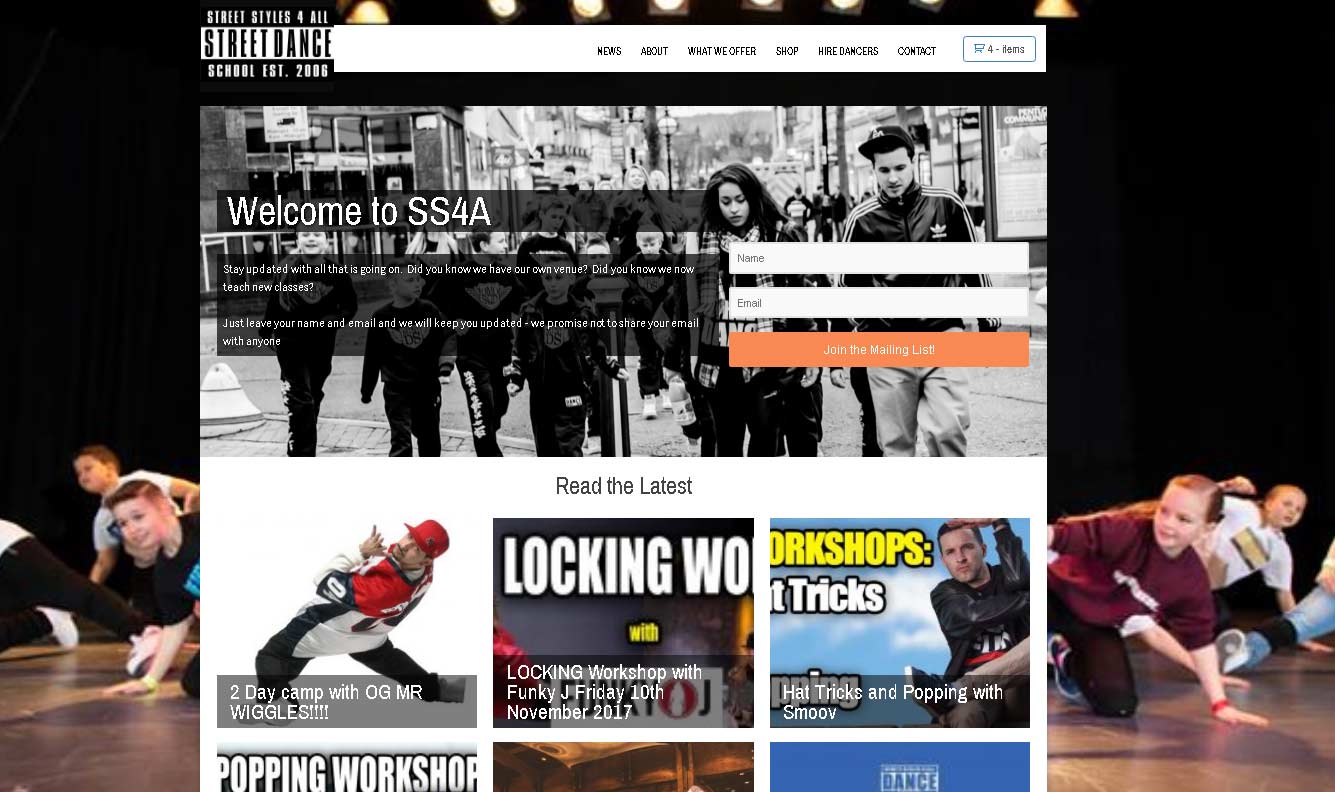 STREET STYLES 4 ALL
STREET DANCE
SCHOOL EST. 2006
NEWS ABOUT WHAT WE OFFER SHOP HIRE DANCERS CONTACT 4 - items
Welcome to SS4A
Stay updated with all that is going on. Did you know we have our own venue? Did you know we now
teach new classes?
Just leave your name and email and we will keep you updated - we promise not to share your email
with anyone
Name
Email
Join the Mailing List!
Read the Latest
LOCKING WO
with
ORKSHOPS:
t Tricks
pping
2 Day camp with OG MR
WIGGLES!!!!
LOCKING Workshop with
Funky J Friday 10th
November 2017
Hat Tricks and Popping with
Smoov
POPPING WORKSHOP
DANCE